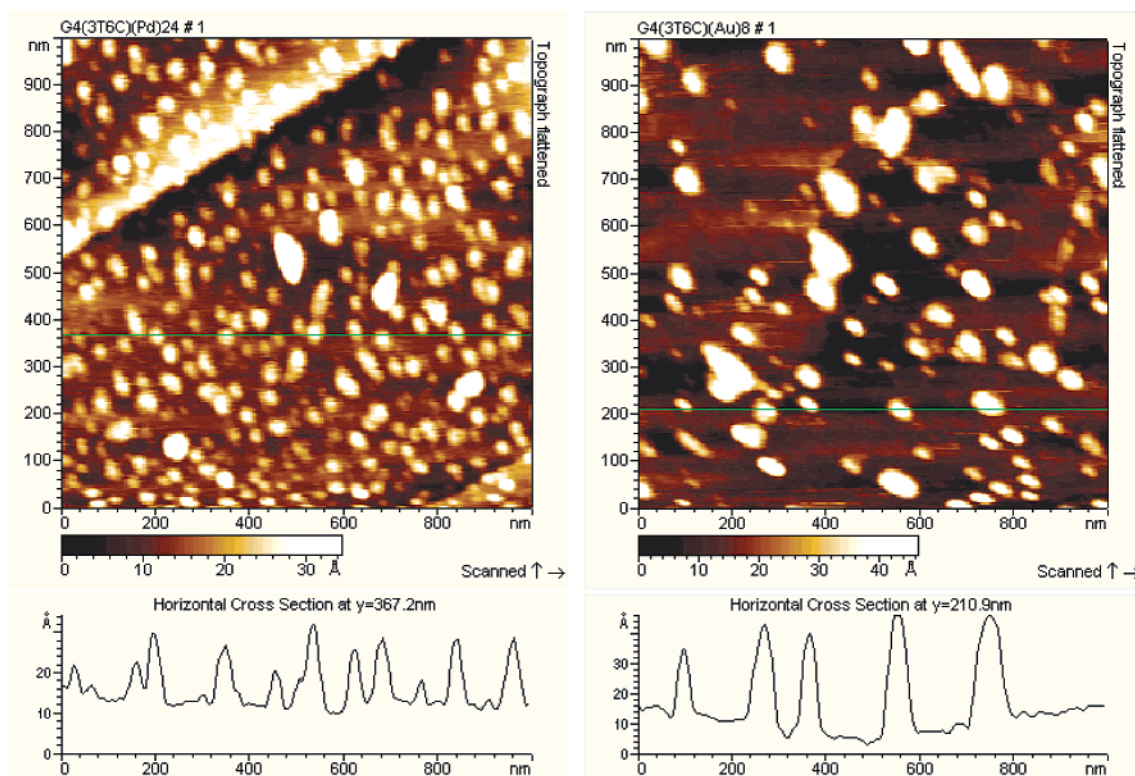 G4(3T6C)(Pd)24 # 1
nm
900
800
700
600
500
400
300
200
100
0
0 200 400 600 800 nm
Topograph flattened
0 10 20 30 Å
Scanned ↑ →
Horizontal Cross Section at y=367.2nm
Å
20
10
0
0 200 400 600 800 nm
G4(3T6C)(Au)8 # 1
nm
900
800
700
600
500
400
300
200
100
0
0 200 400 600 800 nm
Topograph flattened
0 10 20 30 40 Å
Scanned ↑ →
Horizontal Cross Section at y=210.9nm
Å
35
20
10
0
0 200 400 600 800 nm